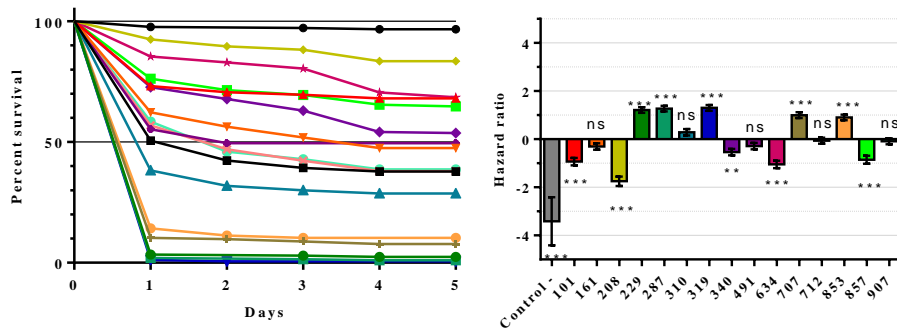 100
50
0
Percent survival
0 1 2 3 4 5
Days
4
2
0
-2
-4
Hazard ratio
*** *** ns *** *** *** ns *** ** ns *** *** ns *** *** ns
Control- 101 161 208 229 287 310 319 340 491 634 707 712 853 857 907